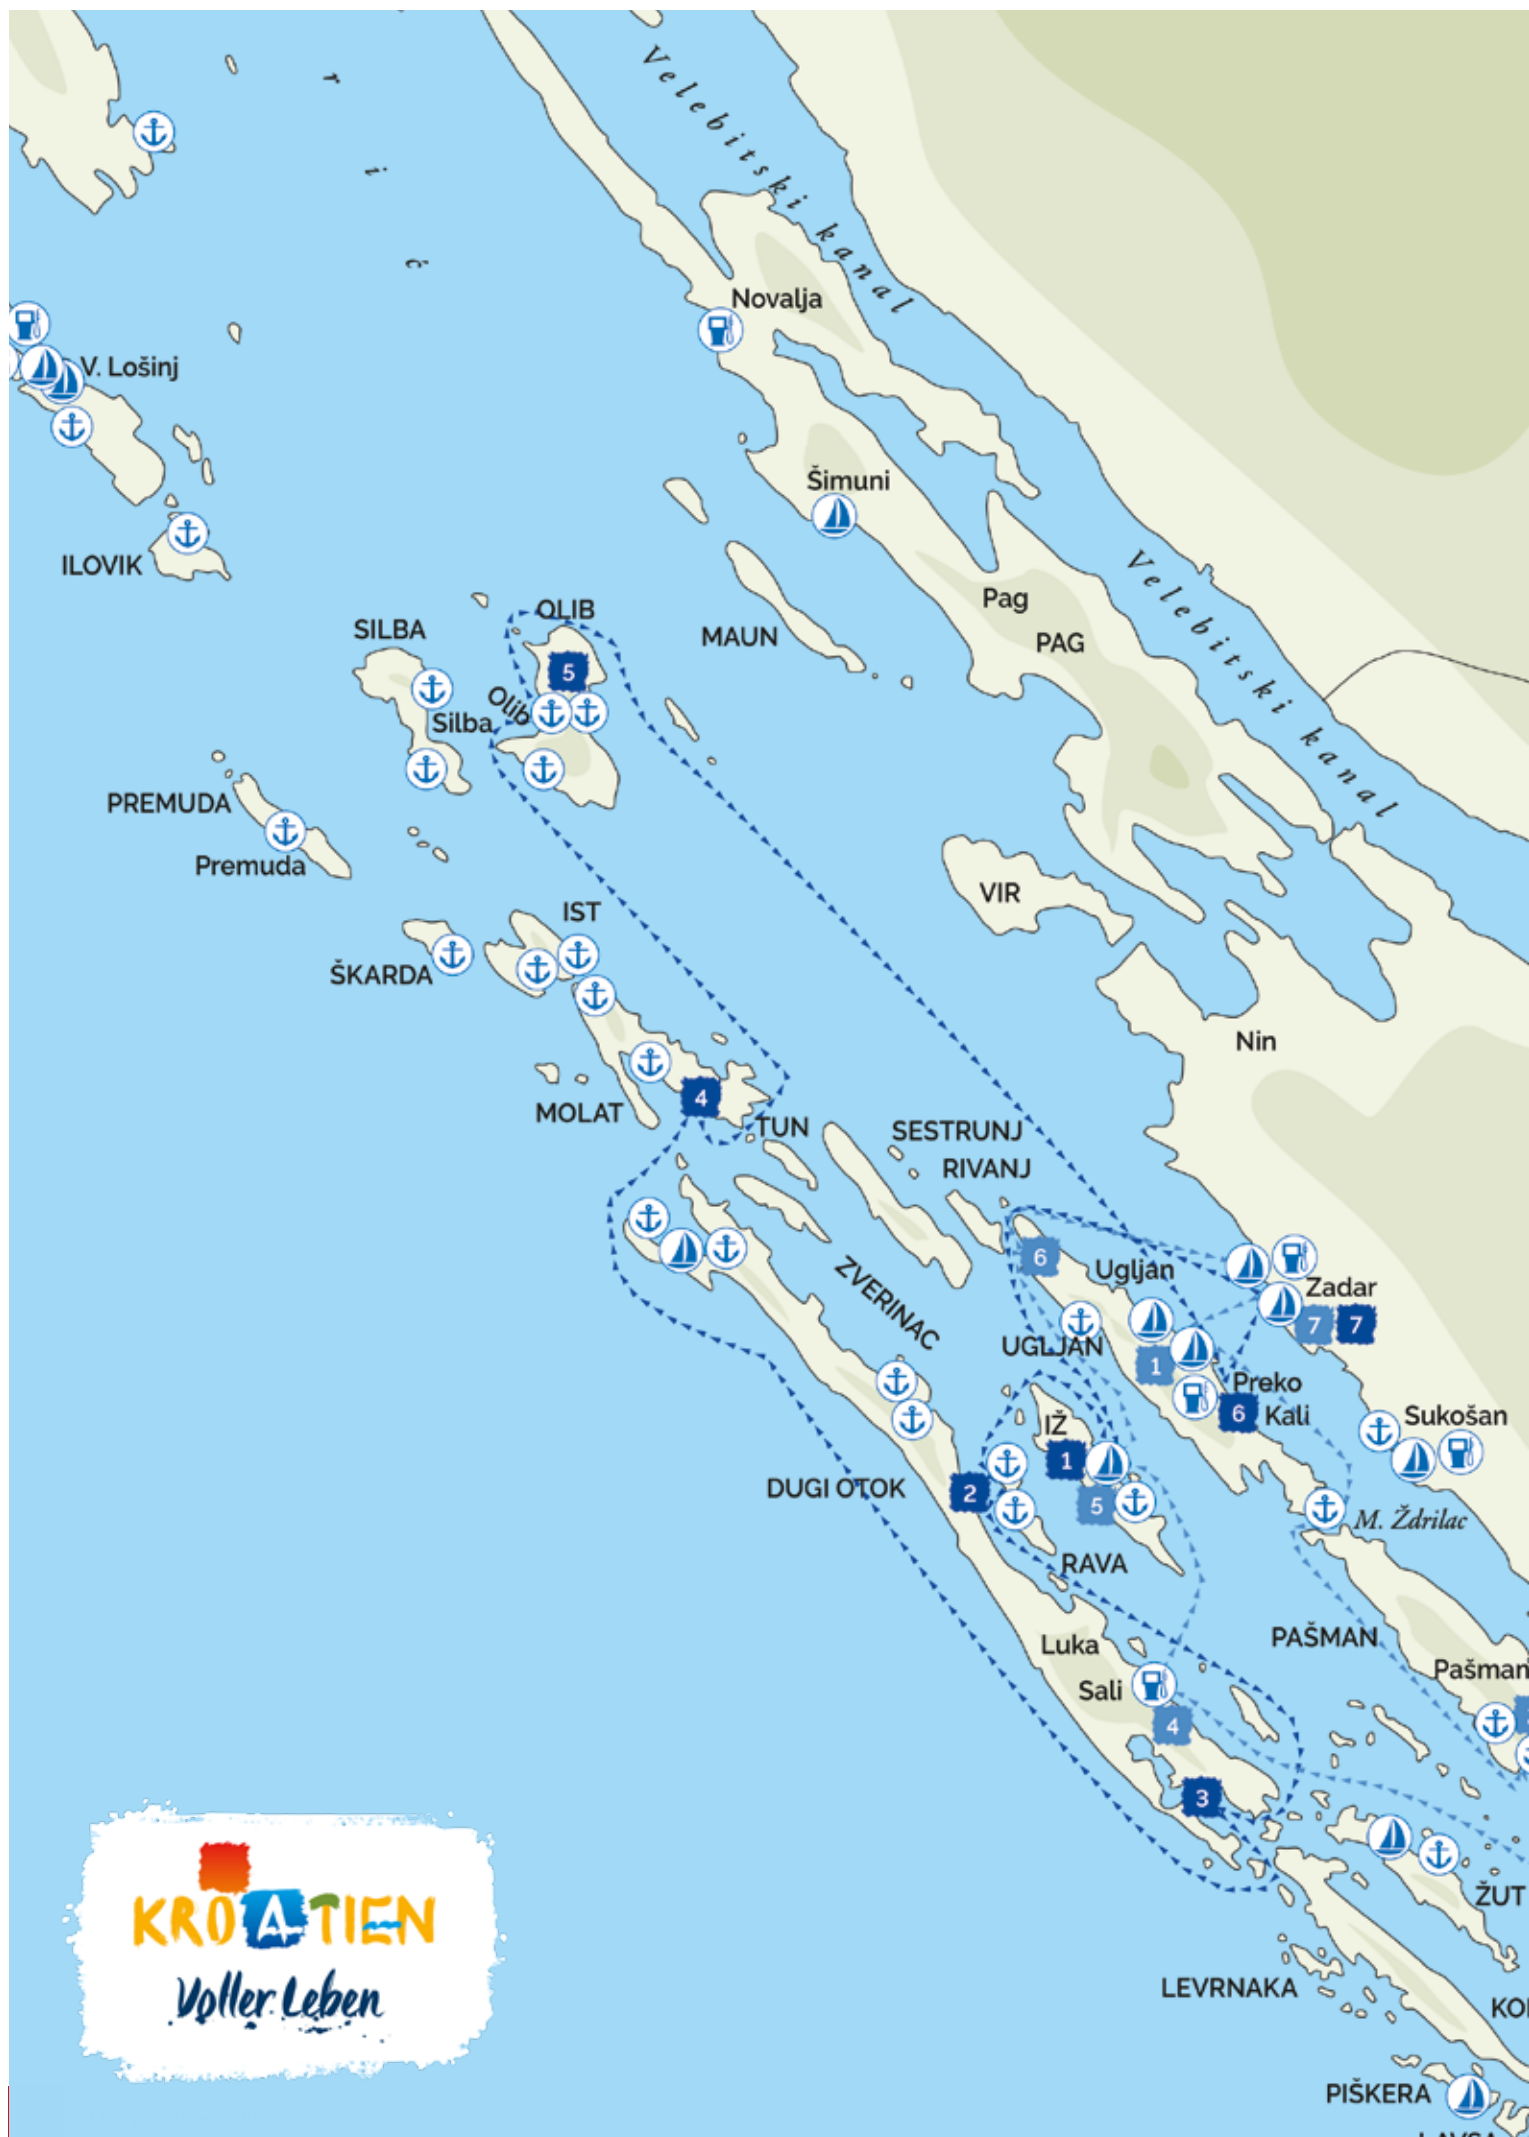 r
i
ć
Velebitski kanal
Novalja
V. Lošinj
Šimuni
ILOVIK
Velebitski kanal
Pag
PAG
OLIB
SILBA
MAUN
5
Olib
Silba
PREMUDA
Premuda
VIR
IST
ŠKARDA
Nin
4
MOLAT
TUN
SESTRUNJ
RIVANJ
6
Ugljan
Zadar
7
7
ZVERINAC
UGLJAN
1
Preko
6
Kali
IŽ
Sukošan
1
DUGI OTOK
2
5
M. Ždrilac
RAVA
Luka
PAŠMAN
Pašman
Sali
4
3
ŽUT
KROATIEN
Voller Leben
LEVRNAKA
PIŠKERA